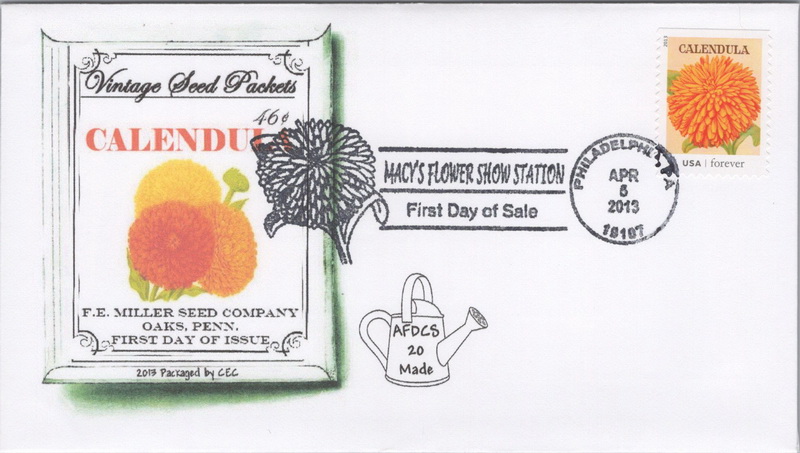 Vintage Seed Packets
46¢
CALENDULA
F.E. MILLER SEED COMPANY
OAKS, PENN.
FIRST DAY OF ISSUE
2013 Packaged by CEC
MACY'S FLOWER SHOW STATION
First Day of Sale
PHILADELPHIA, PA
APR
5
2013
19107
AFDCS
20
Made
2013
CALENDULA
USA | forever